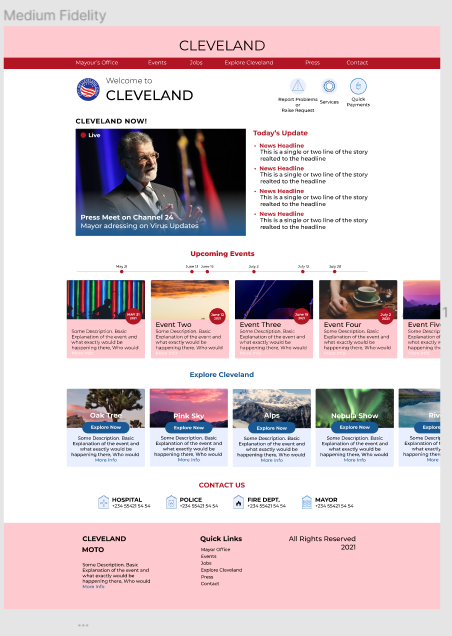 Medium Fidelity
CLEVELAND
Mayour's Office Events Jobs Explore Cleveland Press Contact
Welcome to
CLEVELAND
Report Problems
or
Raise Request
Services
Quick
Payments
CLEVELAND NOW!
Live
Press Meet on Channel 24
Mayor adressing on Virus Updates
Today's Update
• News Headline
This is a single or two line of the story
realted to the headline
• News Headline
This is a single or two line of the story
realted to the headline
• News Headline
This is a single or two line of the story
realted to the headline
• News Headline
This is a single or two line of the story
realted to the headline
Upcoming Events
May 21 June 13 June 15 July 2 July 12 July 28
MAY 21
2021
Some Description. Basic
Explanation of the event and
what exactly would be
happening there, Who would
June 13
2021
Event Two
Some Description. Basic
Explanation of the event and
what exactly would be
happening there, Who would
June 15
2021
Event Three
Some Description. Basic
Explanation of the event and
what exactly would be
happening there, Who would
July 2
2021
Event Four
Some Description. Basic
Explanation of the event and
what exactly would be
happening there, Who would
Event Five
Some Descript
Explanation of
what exactly w
happening the
1
Explore Cleveland
Oak Tree
Explore Now
Some Description. Basic
Explanation of the event and
what exactly would be
happening there, Who would
More Info
Pink Sky
Explore Now
Some Description. Basic
Explanation of the event and
what exactly would be
happening there, Who would
More Info
Alps
Explore Now
Some Description. Basic
Explanation of the event and
what exactly would be
happening there, Who would
More Info
Nebula Show
Explore Now
Some Description. Basic
Explanation of the event and
what exactly would be
happening there, Who would
More Info
Riv
Explore
Some Descri
Explanation of t
what exactly
happening there
More
CONTACT US
HOSPITAL
+234 55421 54 54
POLICE
+234 55421 54 54
FIRE DEPT.
+234 55421 54 54
MAYOR
+234 55421 54 54
CLEVELAND
MOTO
Some Description. Basic
Explanation of the event and
what exactly would be
happening there, Who would
More Info
Quick Links
Mayor Office
Events
Jobs
Explore Cleveland
Press
Contact
All Rights Reserved
2021